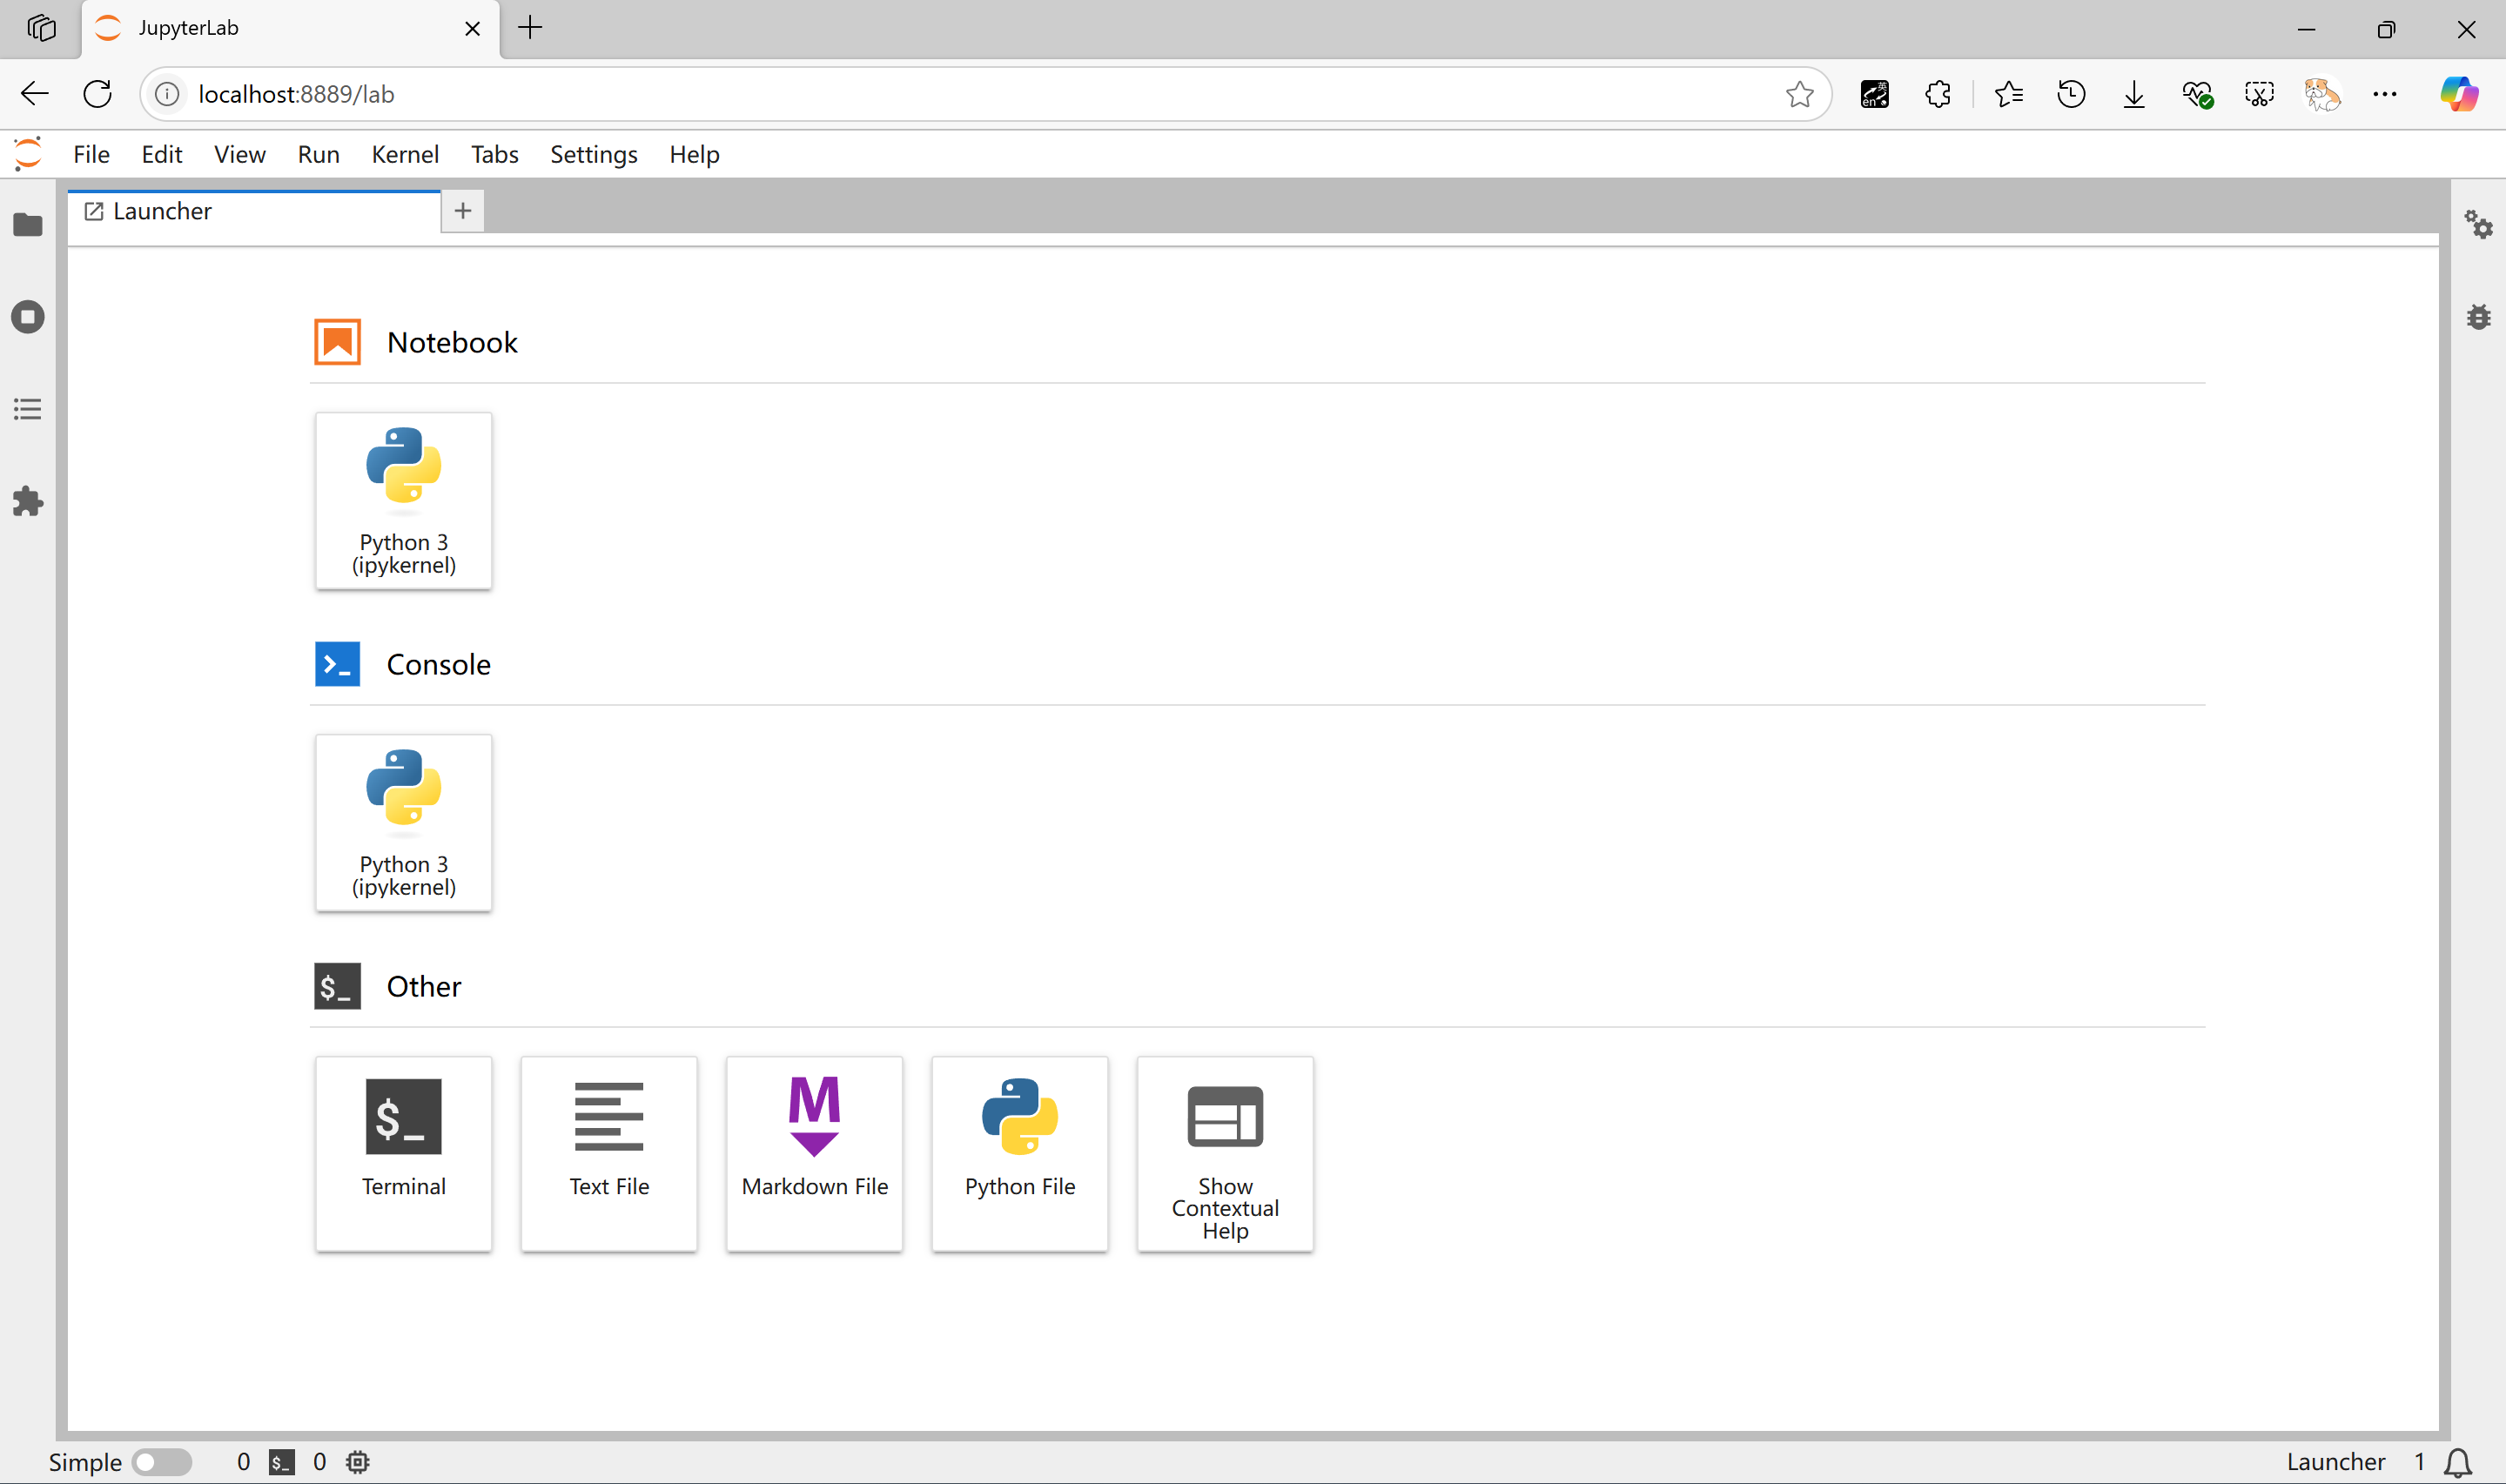 JupyterLab
localhost:8889/lab
File Edit View Run Kernel Tabs Settings Help
Launcher
Notebook
Python 3
(ipykernel)
Console
Python 3
(ipykernel)
$_ Other
$_
Terminal
Text File
M
Markdown File
Python File
Show
Contextual
Help
Simple 0 $_ 0 Launcher 1